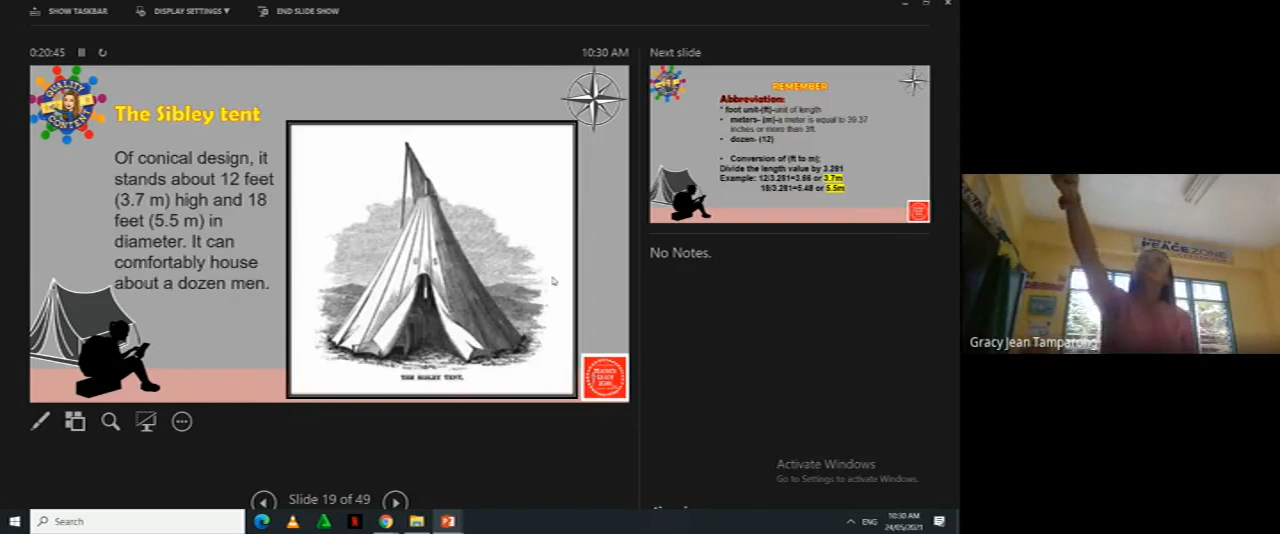 SHOW TASKBAR
DISPLAY SETTINGS ▼
END SLIDE SHOW
0:20:45
10:30 AM
QUALITY
CONTENT
The Sibley tent
Of conical design, it
stands about 12 feet
(3.7 m) high and 18
feet (5.5 m) in
diameter. It can
comfortably house
about a dozen men.
THE SIBLEY TENT.
Slide 19 of 49
Next slide
REMEMBER
Abbreviation:
* foot unit-(ft)-unit of length
• meters- (m)-a meter is equal to 39.37
inches or more than 3ft
• dozen- (12)
• Conversion of (ft to m);
Divide the length value by 3.281
Example: 12/3.281=3.66 or 3.7m
18/3.281=5.48 or 5.5m
No Notes.
Activate Windows
Go to Settings to activate Windows.
PEACE ZONE
Gracy Jean Tamparong
Search
ENG
10:30 AM
24/05/2021